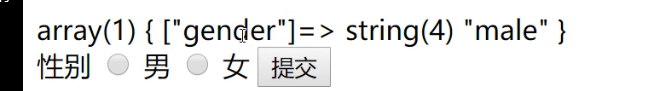 array(1) { ["gender"]=> string(4) "male" }
性别 男 女 提交